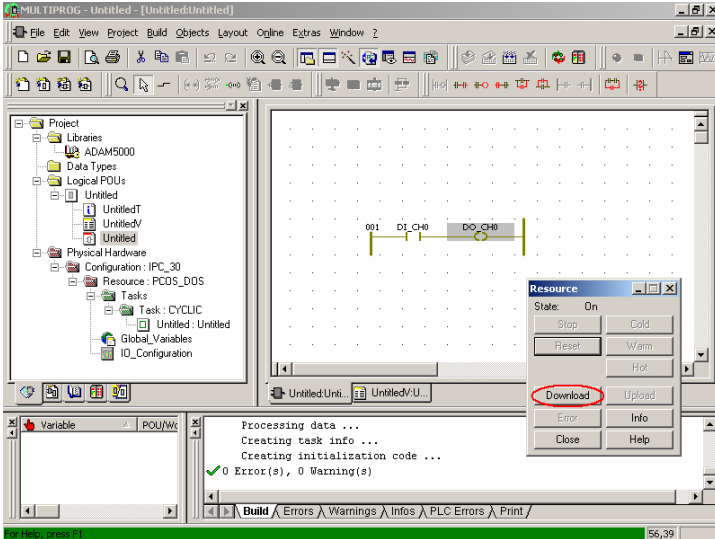 MULTIPROG - Untitled - [Untitled:Untitled]
File Edit View Project Build Objects Layout Online Extras Window ?
Project
Libraries
ADAM5000
Data Types
Logical POUs
Untitled
UntitledT
UntitledV
Untitled
Physical Hardware
Configuration : IPC_30
Resource : PCOS_DOS
Tasks
Task : CYCLIC
Untitled : Untitled
Global_Variables
IO_Configuration
001 DI_CH0 DO_CH0
Untitled:Unti... UntitledV:U...
Resource
State: On
Stop Cold
Reset Warm
Hot
Download Upload
Error Info
Close Help
Variable POU/Wo
Processing data ...
Creating task info ...
Creating initialization code ...
0 Error(s), 0 Warning(s)
Build Errors Warnings Infos PLC Errors Print
For Help, press F1
56,39